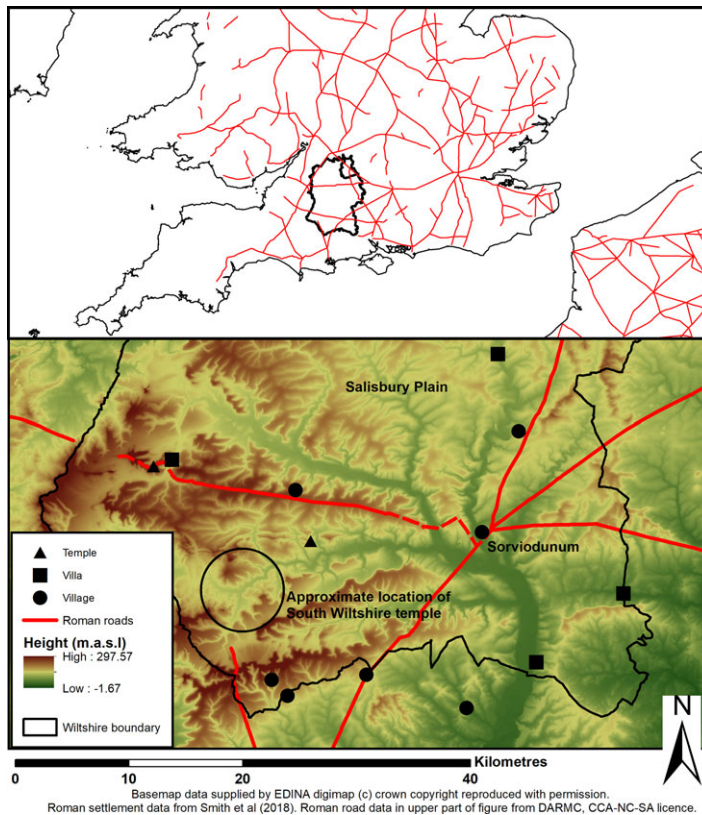 Salisbury Plain
Sorviodunum
Approximate location of
South Wiltshire temple
Temple
Villa
Village
Roman roads
Height (m.a.s.l)
High : 297.57
Low : -1.67
Wiltshire boundary
N
Kilometres
0 10 20 40
Basemap data supplied by EDINA digimap (c) crown copyright reproduced with permission.
Roman settlement data from Smith et al (2018). Roman road data in upper part of figure from DARMC, CCA-NC-SA licence.